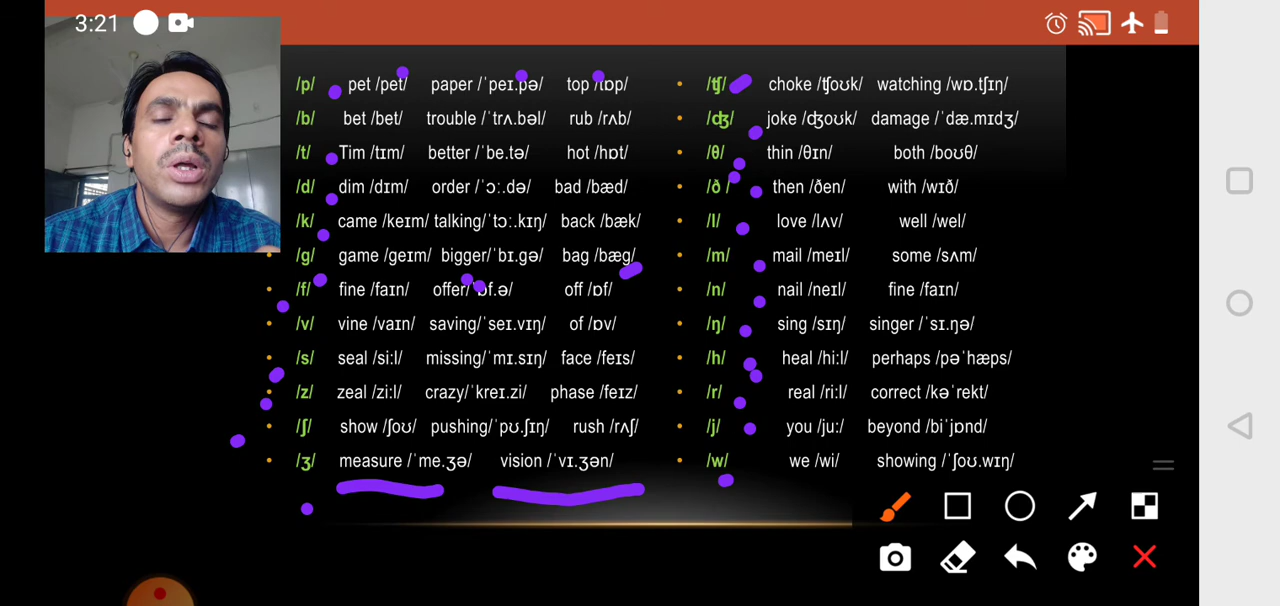 3:21
/p/ pet /pet/ paper /ˈpeɪ.pə/ top /tɒp/
/b/ bet /bet/ trouble /ˈtrʌ.bəl/ rub /rʌb/
/t/ Tim /tɪm/ better /ˈbe.tə/ hot /hɒt/
/d/ dim /dɪm/ order /ˈɔː.də/ bad /bæd/
/k/ came /keɪm/ talking/ˈtɔː.kɪŋ/ back /bæk/
/g/ game /geɪm/ bigger/ˈbɪ.gə/ bag /bæg/
/f/ fine /faɪn/ offer/ˈɒf.ə/ off /ɒf/
/v/ vine /vaɪn/ saving/ˈseɪ.vɪŋ/ of /ɒv/
/s/ seal /siːl/ missing/ˈmɪ.sɪŋ/ face /feɪs/
/z/ zeal /ziːl/ crazy/ˈkreɪ.zi/ phase /feɪz/
/ʃ/ show /ʃoʊ/ pushing/ˈpʊ.ʃɪŋ/ rush /rʌʃ/
/ʒ/ measure /ˈme.ʒə/ vision /ˈvɪ.ʒən/
/ʧ/ choke /ʧoʊk/ watching /wɒ.tʃɪŋ/
/ʤ/ joke /ʤoʊk/ damage /ˈdæ.mɪdʒ/
/θ/ thin /θɪn/ both /boʊθ/
/ð / then /ðen/ with /wɪð/
/l/ love /lʌv/ well /wel/
/m/ mail /meɪl/ some /sʌm/
/n/ nail /neɪl/ fine /faɪn/
/ŋ/ sing /sɪŋ/ singer /ˈsɪ.ŋə/
/h/ heal /hiːl/ perhaps /pəˈhæps/
/r/ real /riːl/ correct /kəˈrekt/
/j/ you /juː/ beyond /biˈjɒnd/
/w/ we /wi/ showing /ˈʃoʊ.wɪŋ/